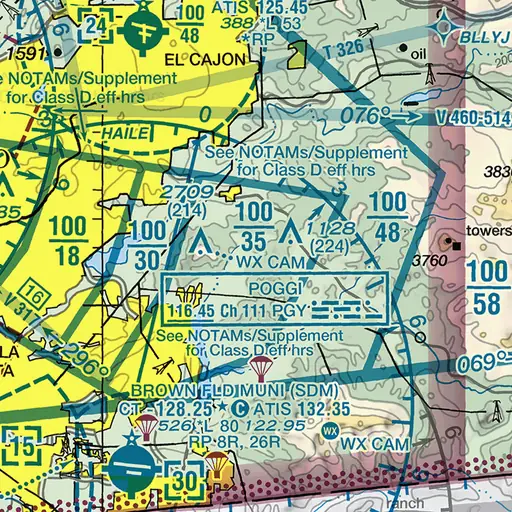 ATIS 125.45
388 *L 53
*RP
24
100
48
1591
EL CAJON
T 326
oil
BLLYJ
See NOTAMs/Supplement
for Class D eff hrs
HAILE
0
076°
V 460-514
See NOTAMs/Supplement
for Class D eff hrs
2709
(214)
100
18
100
30
100
35
1128
(224)
100
48
towers
3760
100
58
WX CAM
POGGI
116.45 Ch 111 PGY
16
V 317
296°
See NOTAMs/Supplement
for Class D eff hrs
069°
LA
TA
BROWN FLD MUNI (SDM)
CT - 128.25 * C ATIS 132.35
526 *L 80 122.95
RP 8R, 26R
WX
WX CAM
15
30
ranch